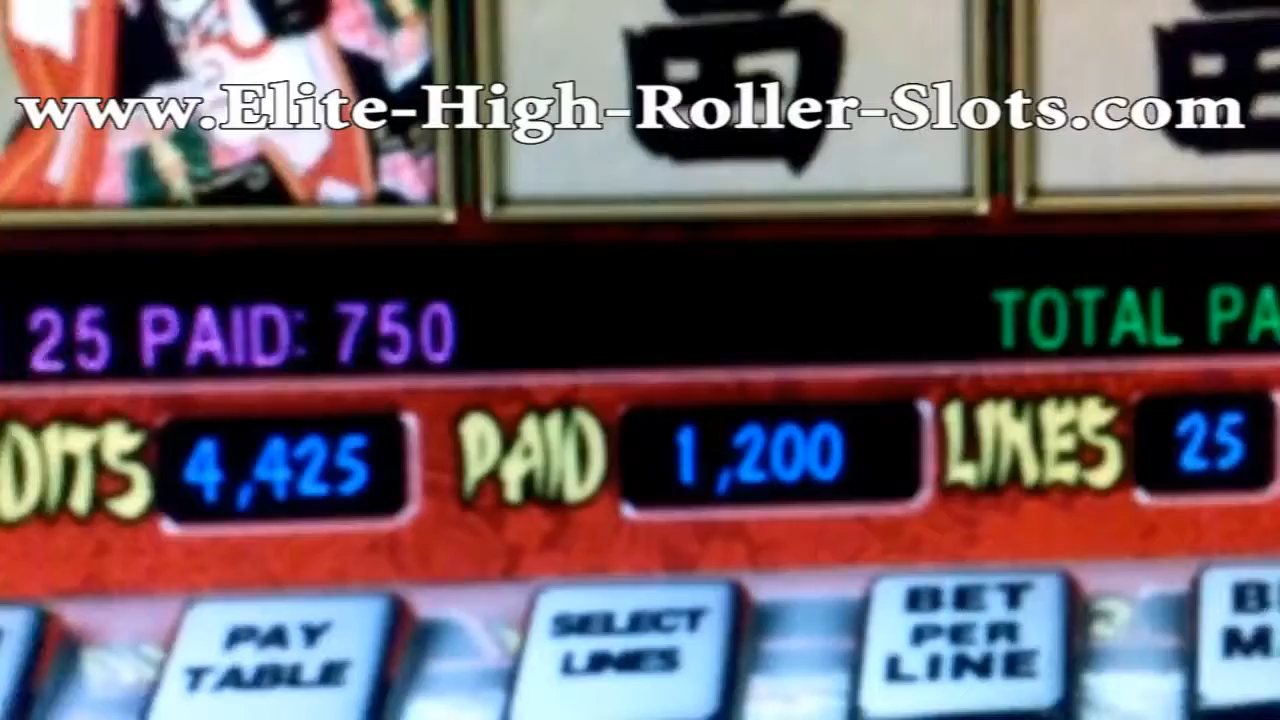 www.Elite-High-Roller-Slots.com
25 PAID: 750
TOTAL PA
DITS 4,425 PAID 1,200 LINES 25
PAY TABLE
SELECT LINES
BET PER LINE